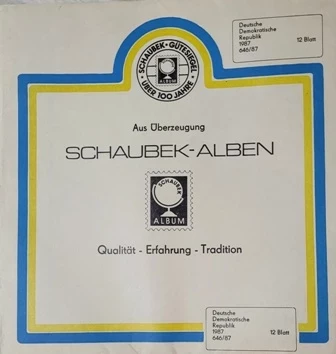 Deutsche
Demokratische
Republik
1987
646/87
12 Blatt
SCHAUBEK-GÜTESIEGEL
ALBUM
ÜBER 100 JAHRE
Aus Überzeugung
SCHAUBEK-ALBEN
SCHAUBEK
ALBUM
Qualität - Erfahrung - Tradition
Deutsche
Demokratische
Republik
1987
646/87
12 Blatt